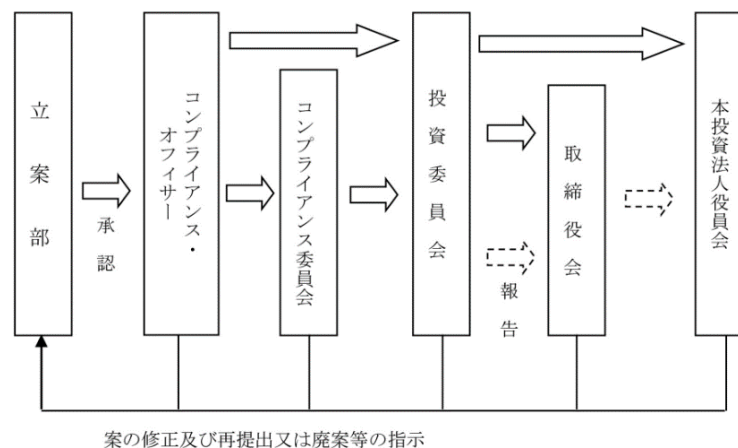 立案部
承認
コンプライアンス・
オフィサー
コンプライアンス委員会
投資委員会
報告
取締役会
本投資法人役員会
案の修正及び再提出又は廃案等の指示